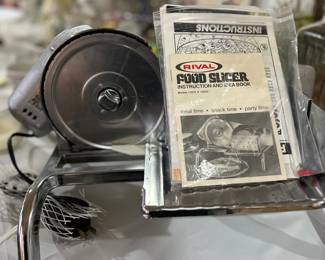 INSTRUCTIONS
RIVAL
FOOD SLICER
INSTRUCTION AND IDEA BOOK
meal time • snack time • party time